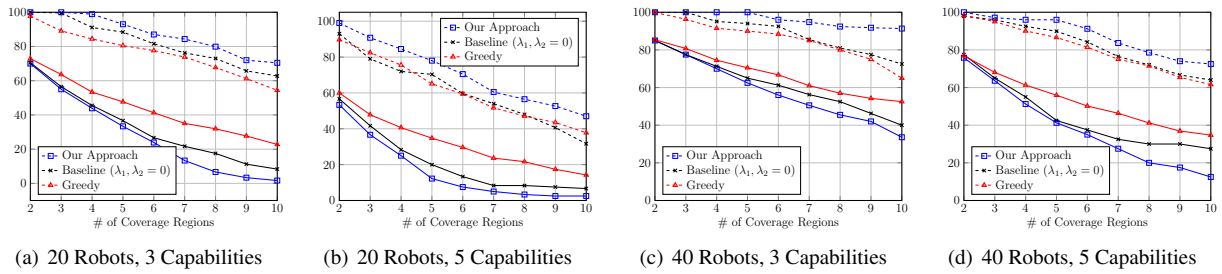 100
80
60
40
20
0
Our Approach
Baseline (λ₁, λ₂ = 0)
Greedy
2 3 4 5 6 7 8 9 10
# of Coverage Regions
(a) 20 Robots, 3 Capabilities
100
80
60
40
20
0
Our Approach
Baseline (λ₁, λ₂ = 0)
Greedy
2 3 4 5 6 7 8 9 10
# of Coverage Regions
(b) 20 Robots, 5 Capabilities
100
80
60
40
20
0
Our Approach
Baseline (λ₁, λ₂ = 0)
Greedy
2 3 4 5 6 7 8 9 10
# of Coverage Regions
(c) 40 Robots, 3 Capabilities
100
80
60
40
20
0
Our Approach
Baseline (λ₁, λ₂ = 0)
Greedy
2 3 4 5 6 7 8 9 10
# of Coverage Regions
(d) 40 Robots, 5 Capabilities